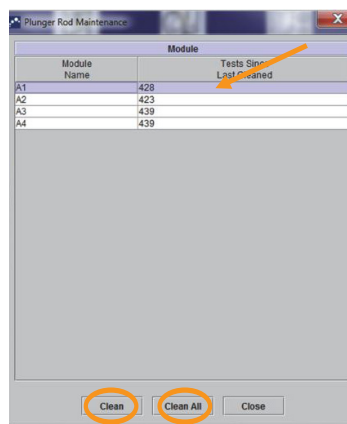 Plunger Rod Maintenance
Module
Module Tests Since
Name Last Cleaned
A1 428
A2 423
A3 439
A4 439
Clean Clean All Close